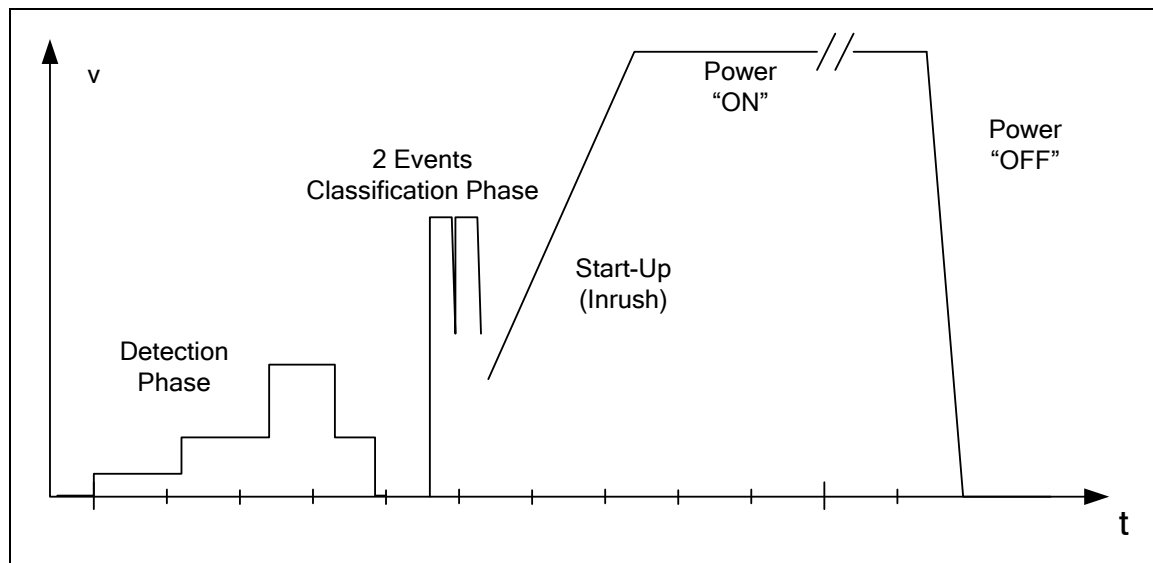 v
Detection
Phase
2 Events
Classification Phase
Start-Up
(Inrush)
Power
“ON”
Power
“OFF”
t